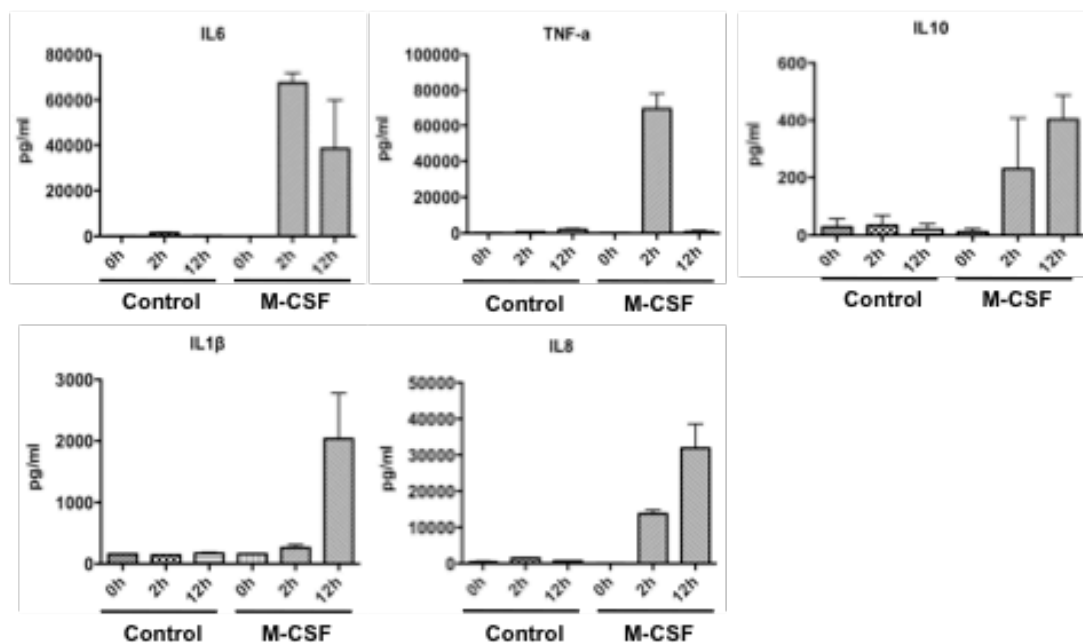 IL6
80000
60000
40000
20000
0
pg/ml
0h 2h 12h 0h 2h 12h
Control M-CSF
TNF-a
100000
80000
60000
40000
20000
0
pg/ml
0h 2h 12h 0h 2h 12h
Control M-CSF
IL10
600
400
200
0
pg/ml
0h 2h 12h 0h 2h 12h
Control M-CSF
IL1β
3000
2000
1000
0
pg/ml
0h 2h 12h 0h 2h 12h
Control M-CSF
IL8
50000
40000
30000
20000
10000
0
pg/ml
0h 2h 12h 0h 2h 12h
Control M-CSF